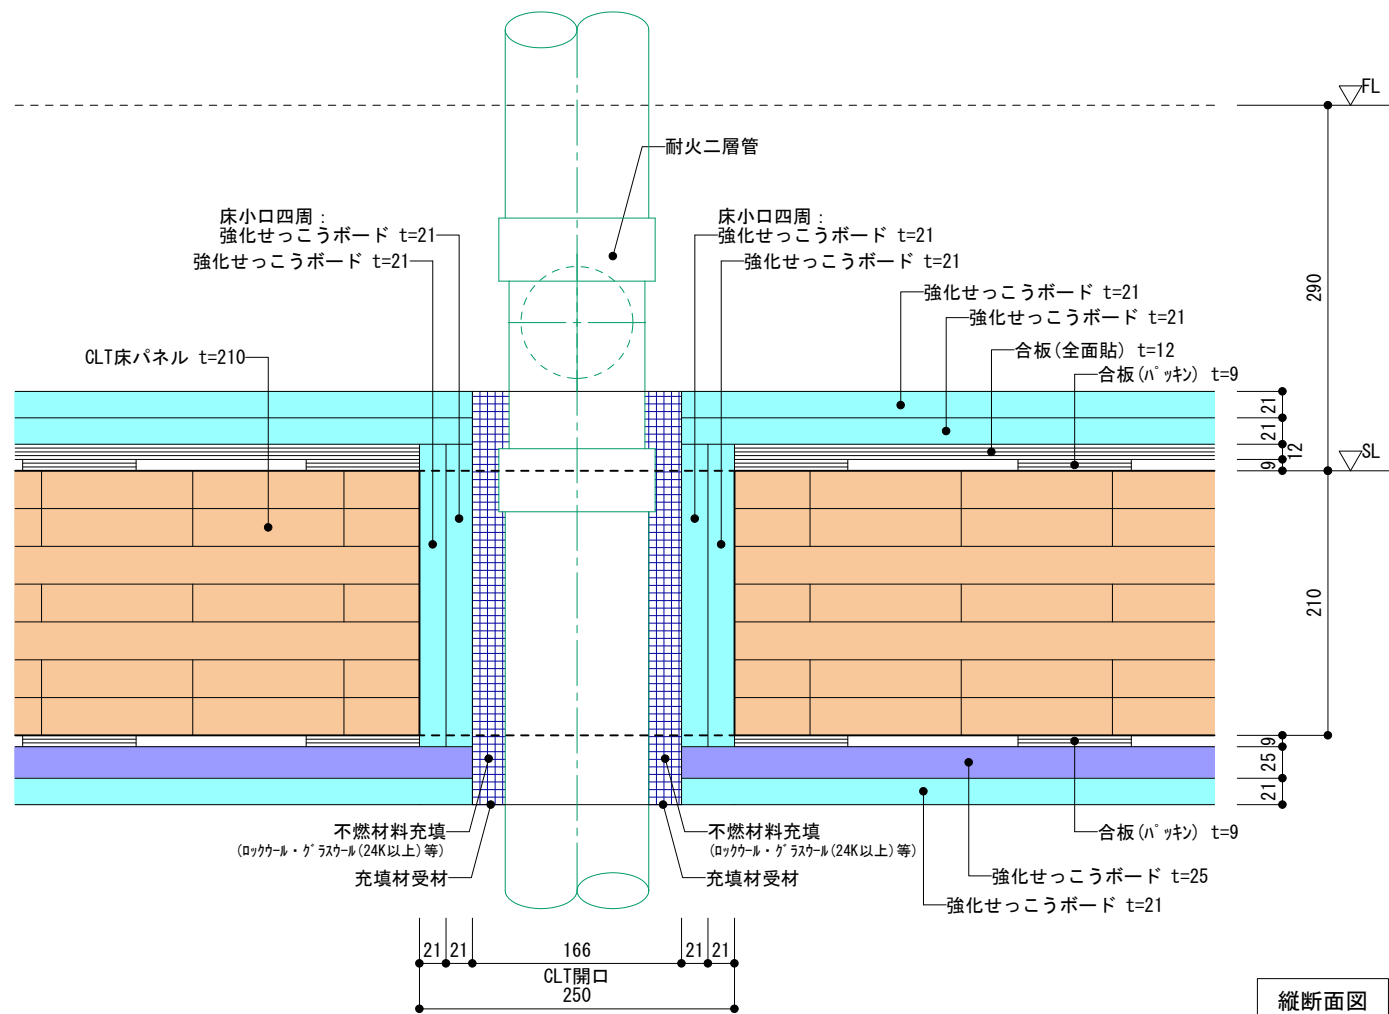 FL
耐火二層管
床小口四周：
強化せっこうボード t=21
強化せっこうボード t=21
床小口四周：
強化せっこうボード t=21
強化せっこうボード t=21
強化せっこうボード t=21
強化せっこうボード t=21
合板(全面貼) t=12
合板(ﾊﾟｯｷﾝ) t=9
CLT床パネル t=210
290
21
21
12
9
SL
210
9
25
21
不燃材料充填
(ﾛｯｸｳｰﾙ・ｸﾞﾗｽｳｰﾙ(24K以上)等)
充填材受材
不燃材料充填
(ﾛｯｸｳｰﾙ・ｸﾞﾗｽｳｰﾙ(24K以上)等)
充填材受材
合板(ﾊﾟｯｷﾝ) t=9
強化せっこうボード t=25
強化せっこうボード t=21
21 21 166 21 21
CLT開口
250
縦断面図